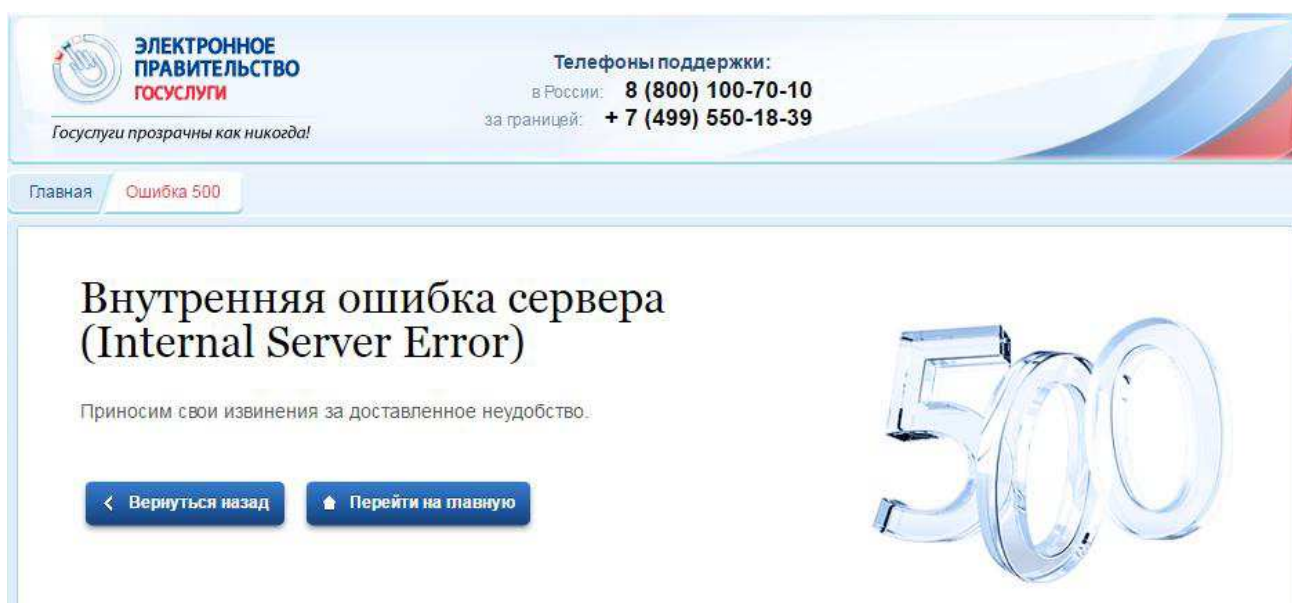 ЭЛЕКТРОННОЕ
ПРАВИТЕЛЬСТВО
ГОСУСЛУГИ
Госуслуги прозрачны как никогда!
Телефоны поддержки:
в России: 8 (800) 100-70-10
за границей: + 7 (499) 550-18-39
Главная
Ошибка 500
Внутренняя ошибка сервера
(Internal Server Error)
Приносим свои извинения за доставленное неудобство.
Вернуться назад
Перейти на главную
500